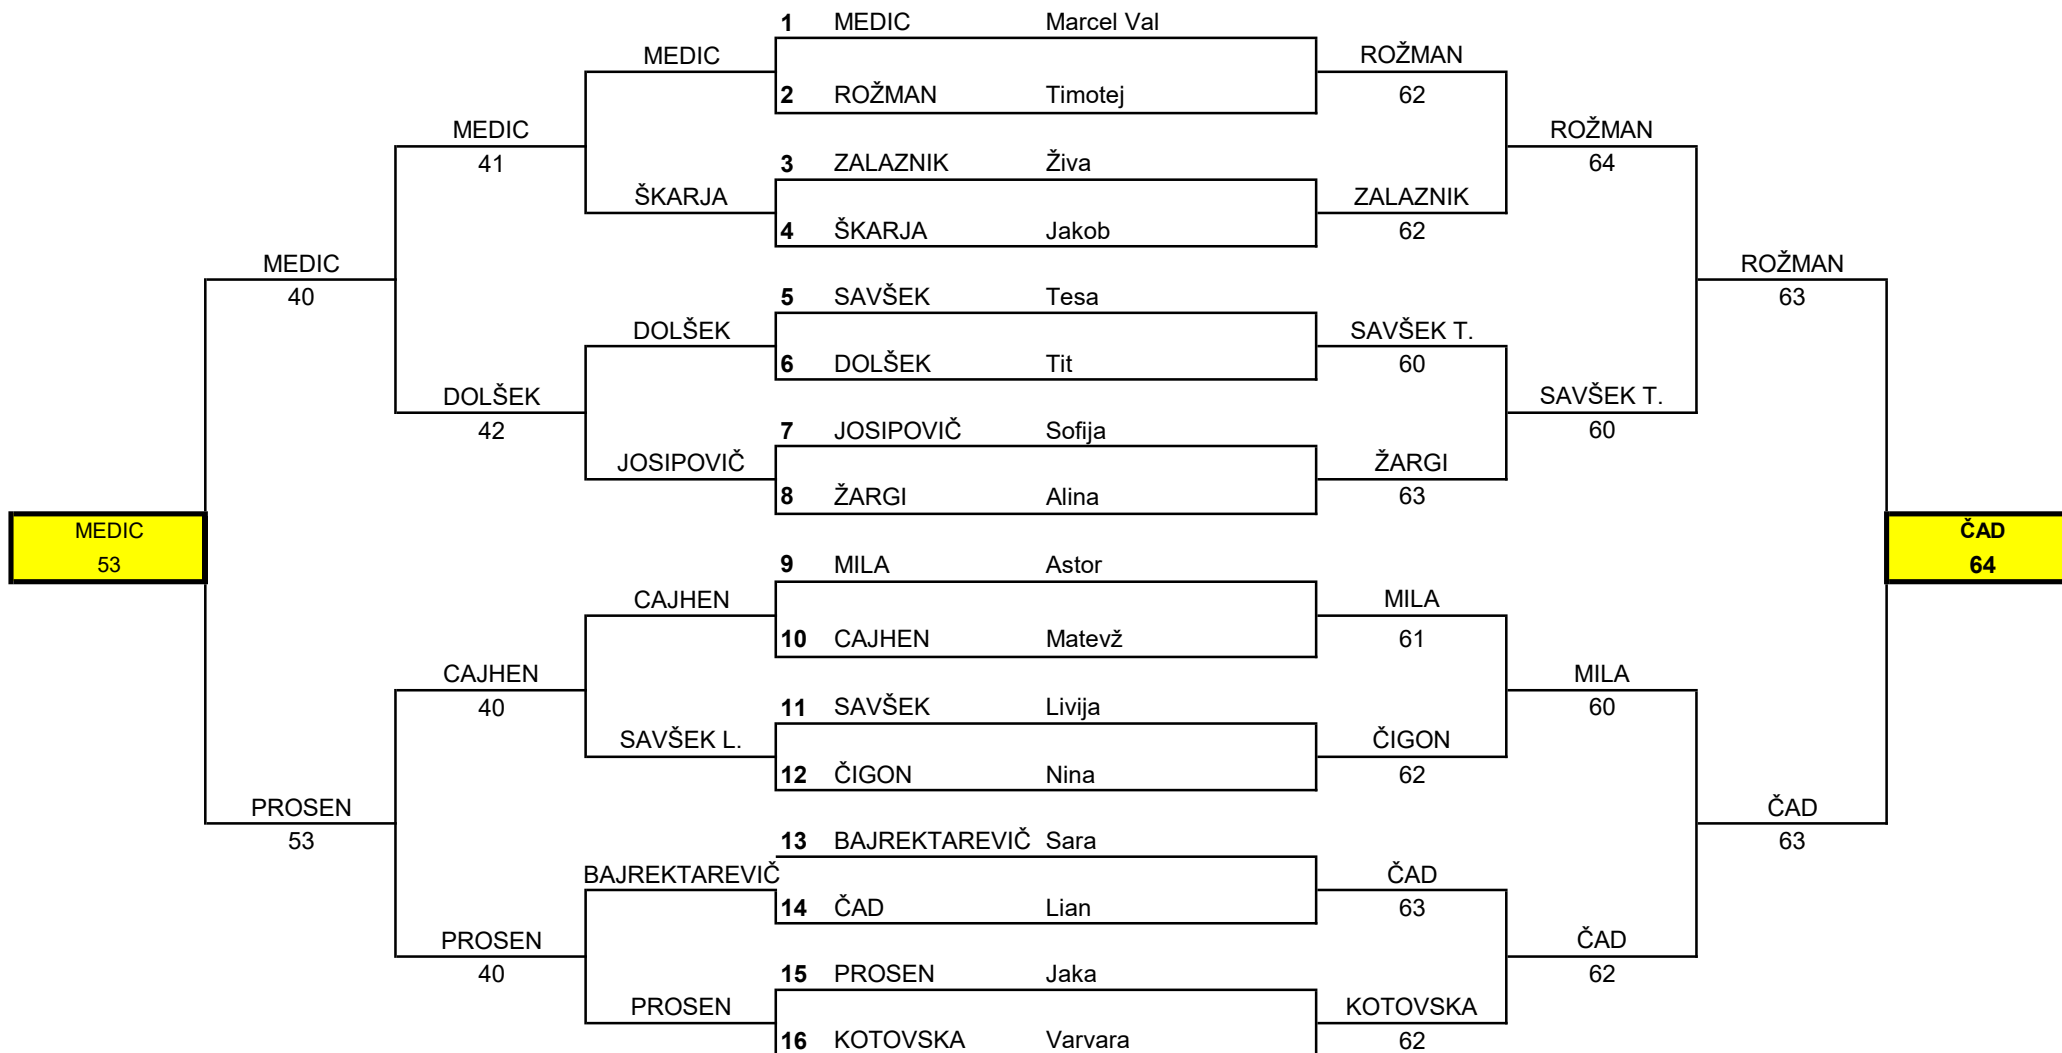 1 MEDIC Marcel Val
MEDIC ROŽMAN
2 ROŽMAN Timotej 62
MEDIC ROŽMAN
41 3 ZALAZNIK Živa 64
ŠKARJA ZALAZNIK
4 ŠKARJA Jakob 62
MEDIC ROŽMAN
40 5 SAVŠEK Tesa 63
DOLŠEK SAVŠEK T.
6 DOLŠEK Tit 60
DOLŠEK SAVŠEK T.
42 7 JOSIPOVIČ Sofija 60
JOSIPOVIČ ŽARGI
8 ŽARGI Alina 63
MEDIC ČAD
53 9 MILA Astor 64
CAJHEN MILA
10 CAJHEN Matevž 61
CAJHEN MILA
40 11 SAVŠEK Livija 60
SAVŠEK L. ČIGON
12 ČIGON Nina 62
PROSEN ČAD
53 13 BAJREKTAREVIČ Sara 63
BAJREKTAREVIČ ČAD
14 ČAD Lian 63
PROSEN ČAD
40 15 PROSEN Jaka 62
PROSEN KOTOVSKA
16 KOTOVSKA Varvara 62